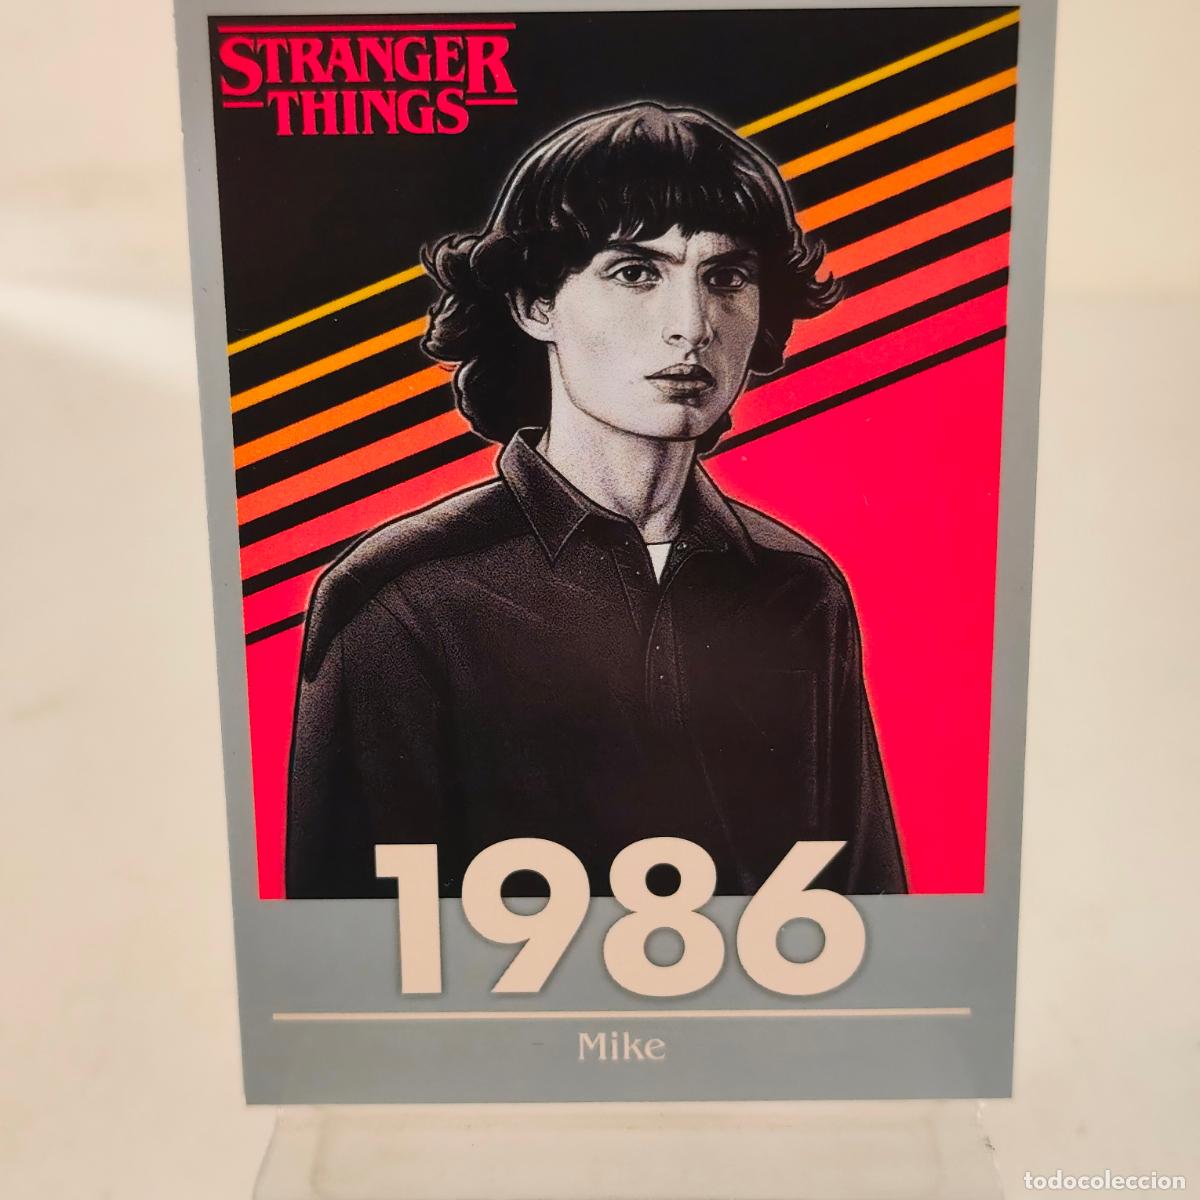 STRANGER
THINGS
1986
Mike
todocoleccion